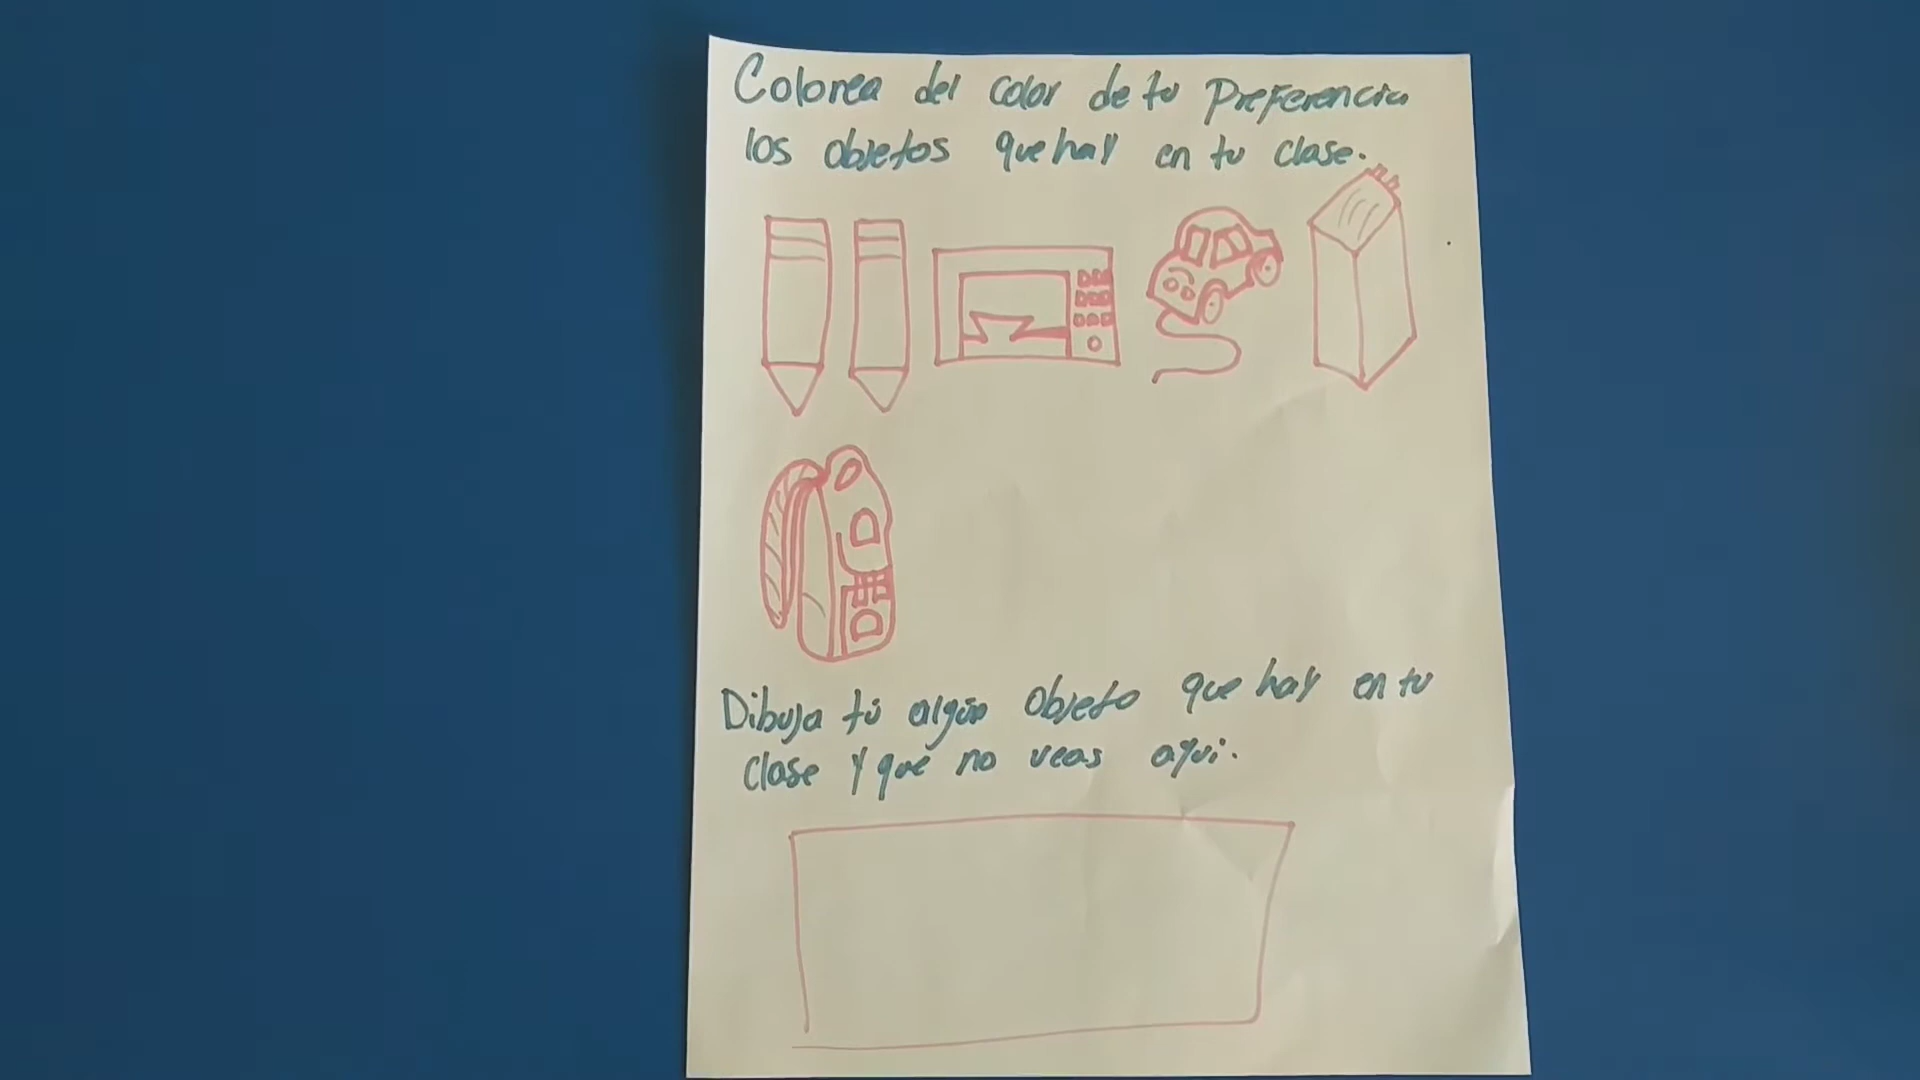 Colorea del color de tu Preferencia
los objetos que hay en tu clase.
Dibuja tú algún objeto que hay en tu
clase y que no veas aqui.